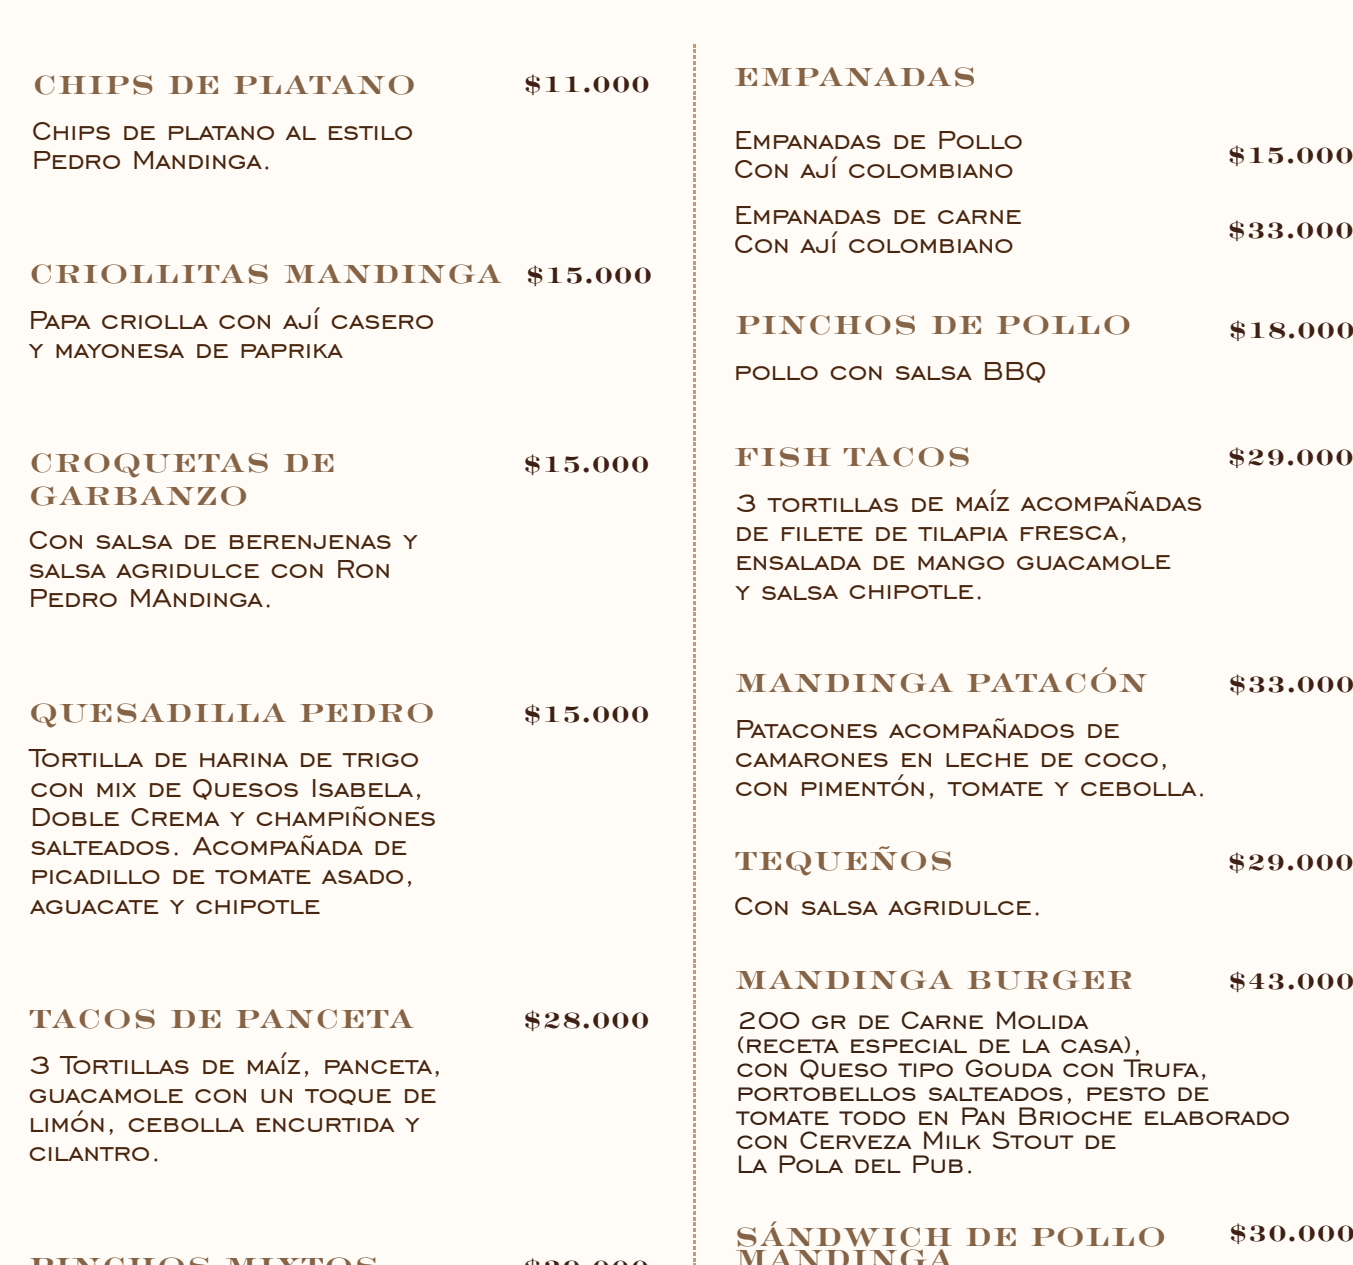 CHIPS DE PLATANO $11.000
CHIPS DE PLATANO AL ESTILO
PEDRO MANDINGA.
CRIOLLITAS MANDINGA $15.000
PAPA CRIOLLA CON AJÍ CASERO
Y MAYONESA DE PAPRIKA
CROQUETAS DE $15.000
GARBANZO
CON SALSA DE BERENJENAS Y
SALSA AGRIDULCE CON RON
PEDRO MANDINGA.
QUESADILLA PEDRO $15.000
TORTILLA DE HARINA DE TRIGO
CON MIX DE QUESOS ISABELA,
DOBLE CREMA Y CHAMPIÑONES
SALTEADOS. ACOMPAÑADA DE
PICADILLO DE TOMATE ASADO,
AGUACATE Y CHIPOTLE
TACOS DE PANCETA $28.000
3 TORTILLAS DE MAÍZ, PANCETA,
GUACAMOLE CON UN TOQUE DE
LIMÓN, CEBOLLA ENCURTIDA Y
CILANTRO.
PINCHOS MIXTOS
EMPANADAS
EMPANADAS DE POLLO
CON AJÍ COLOMBIANO $15.000
EMPANADAS DE CARNE
CON AJÍ COLOMBIANO $33.000
PINCHOS DE POLLO $18.000
POLLO CON SALSA BBQ
FISH TACOS $29.000
3 TORTILLAS DE MAÍZ ACOMPAÑADAS
DE FILETE DE TILAPIA FRESCA,
ENSALADA DE MANGO GUACAMOLE
Y SALSA CHIPOTLE.
MANDINGA PATACÓN $33.000
PATACONES ACOMPAÑADOS DE
CAMARONES EN LECHE DE COCO,
CON PIMENTÓN, TOMATE Y CEBOLLA.
TEQUEÑOS $29.000
CON SALSA AGRIDULCE.
MANDINGA BURGER $43.000
200 GR DE CARNE MOLIDA
(RECETA ESPECIAL DE LA CASA),
CON QUESO TIPO GOUDA CON TRUFA,
PORTOBELLOS SALTEADOS, PESTO DE
TOMATE TODO EN PAN BRIOCHE ELABORADO
CON CERVEZA MILK STOUT DE
LA POLA DEL PUB.
SÁNDWICH DE POLLO $30.000
MANDINGA